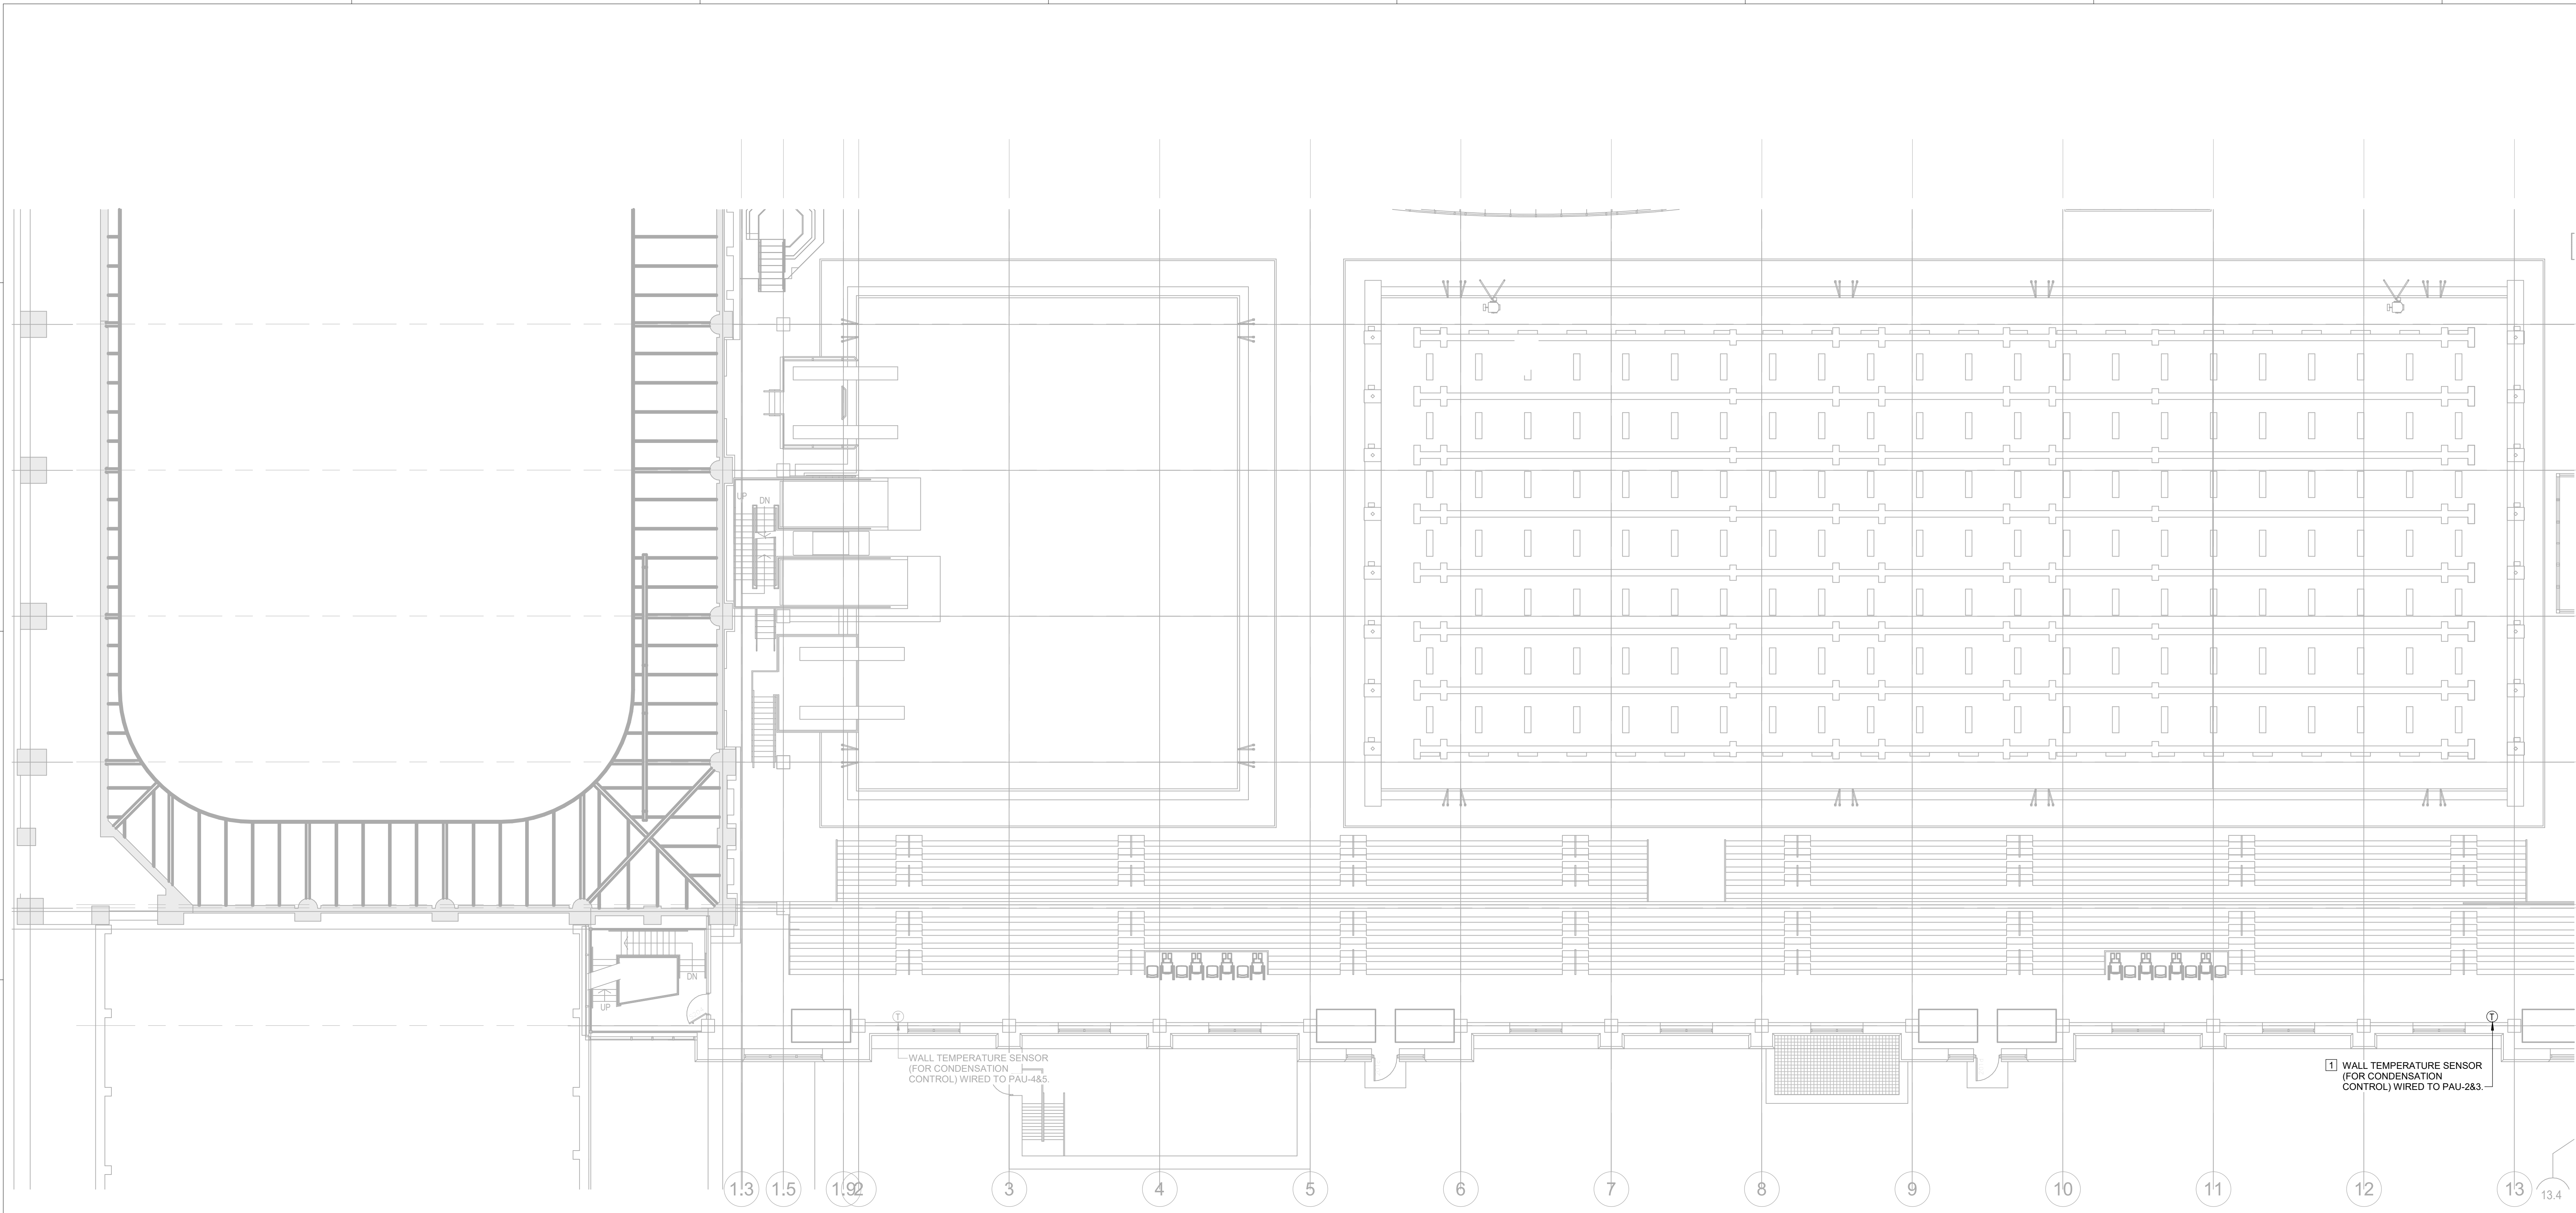 UP
DN
DN
UP
T
WALL TEMPERATURE SENSOR
(FOR CONDENSATION
CONTROL) WIRED TO PAU-4&5.
T
1 WALL TEMPERATURE SENSOR
(FOR CONDENSATION
CONTROL) WIRED TO PAU-2&3.
1.3
1.5
1.9
2
3
4
5
6
7
8
9
10
11
12
13
13.4